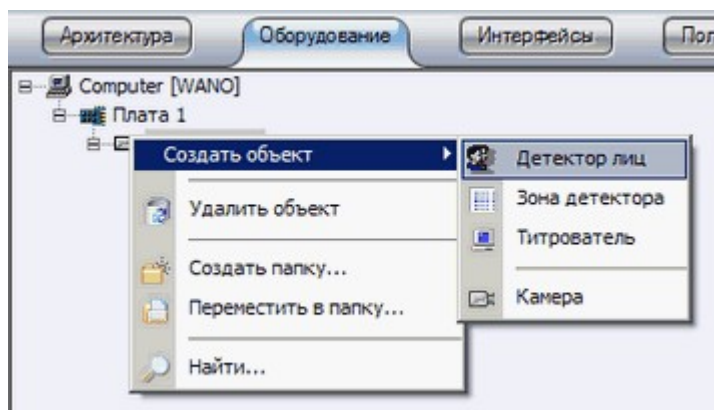 Архитектура Оборудование Интерфейсы Пол
Computer [WANO]
Плата 1
Создать объект Детектор лиц
Удалить объект Зона детектора
Титрователь
Создать папку... Камера
Переместить в папку...
Найти...